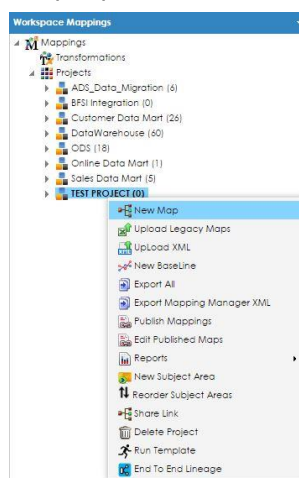 Workspace Mappings
Mappings
Transformations
Projects
ADS_Data_Migration (6)
BFSI Integration (0)
Customer Data Mart (26)
DataWarehouse (60)
ODS (18)
Online Data Mart (1)
Sales Data Mart (5)
TEST PROJECT (0)
New Map
Upload Legacy Maps
UpLoad XML
New BaseLine
Export All
Export Mapping Manager XML
Publish Mappings
Edit Published Maps
Reports
New Subject Area
Reorder Subject Areas
Share Link
Delete Project
Run Template
End To End Lineage